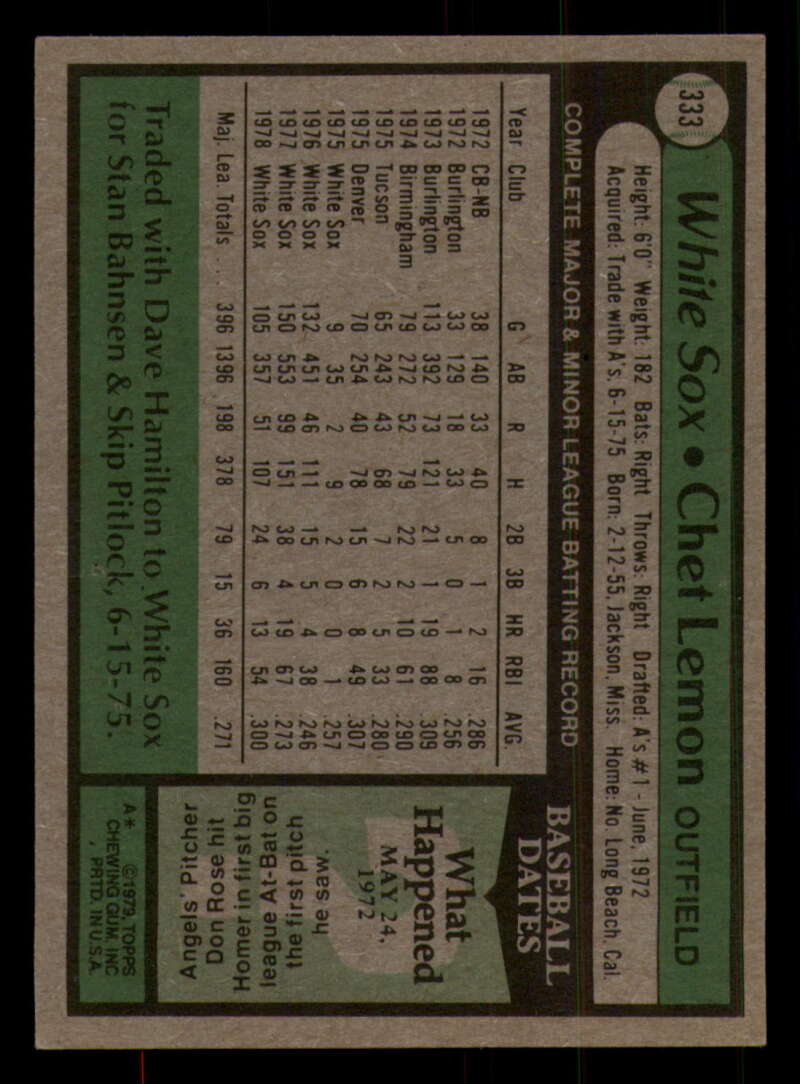 333
White Sox • Chet Lemon OUTFIELD
Height: 6'0" Weight: 182 Bats: Right Throws: Right Drafted: A's #1 - June, 1972
Acquired: Trade with A's, 6-15-75 Born: 2-12-55, Jackson, Miss. Home: No Long Beach Cal.
COMPLETE MAJOR & MINOR LEAGUE BATTING RECORD
Year Club G AB R H 2B 3B HR RBI AVG.
1972 CB-NB 38 140 33 40 8 1 2 16 .286
1972 Burlington 33 129 18 33 5 0 1 8 .256
1973 Burlington 113 392 73 121 21 1 19 88 .309
1974 Birmingham 79 272 52 79 22 2 10 61 .290
1975 Tucson 65 243 43 68 7 2 5 33 .280
1975 Denver 70 254 40 78 15 6 8 49 .307
1975 White Sox 9 35 2 9 2 0 0 1 .257
1976 White Sox 132 451 46 111 15 5 4 38 .246
1977 White Sox 150 553 99 151 38 4 19 67 .273
1978 White Sox 105 357 51 107 24 6 13 54 .300
Maj. Lea. Totals . . . 396 1396 198 378 79 15 36 160 .271
Traded with Dave Hamilton to White Sox
for Stan Bahnsen & Skip Pitlock, 6-15-75.
BASEBALL
DATES
What
Happened
MAY 24,
1972
Angels' Pitcher
Don Rose hit
Homer in first big
league At-Bat on
the first pitch
he saw.
A* ©1979, TOPPS
CHEWING GUM, INC
, PRTD. IN U.S.A.